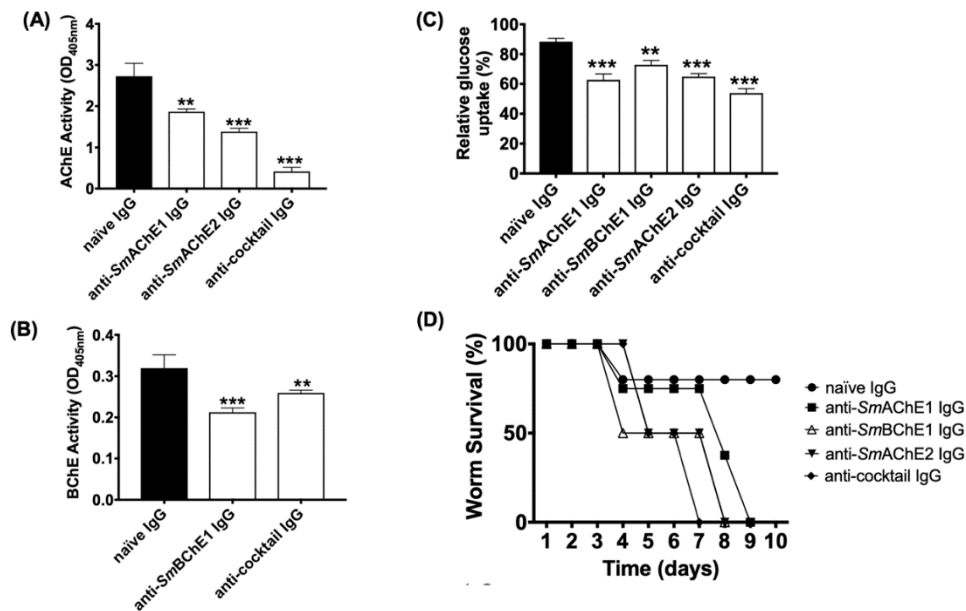 (A)
AChE Activity (OD405nm)
3
2
1
0
**
***
***
naïve IgG
anti-SmAChE1 IgG
anti-SmAChE2 IgG
anti-cocktail IgG
(B)
BChE Activity (OD405nm)
0.4
0.3
0.2
0.1
0.0
***
**
naïve IgG
anti-SmBChE1 IgG
anti-cocktail IgG
(C)
Relative glucose
uptake (%)
100
80
60
40
20
0
***
**
***
***
naïve IgG
anti-SmAChE1 IgG
anti-SmBChE1 IgG
anti-SmAChE2 IgG
anti-cocktail IgG
(D)
Worm Survival (%)
100
50
0
1 2 3 4 5 6 7 8 9 10
Time (days)
naïve IgG
anti-SmAChE1 IgG
anti-SmBChE1 IgG
anti-SmAChE2 IgG
anti-cocktail IgG